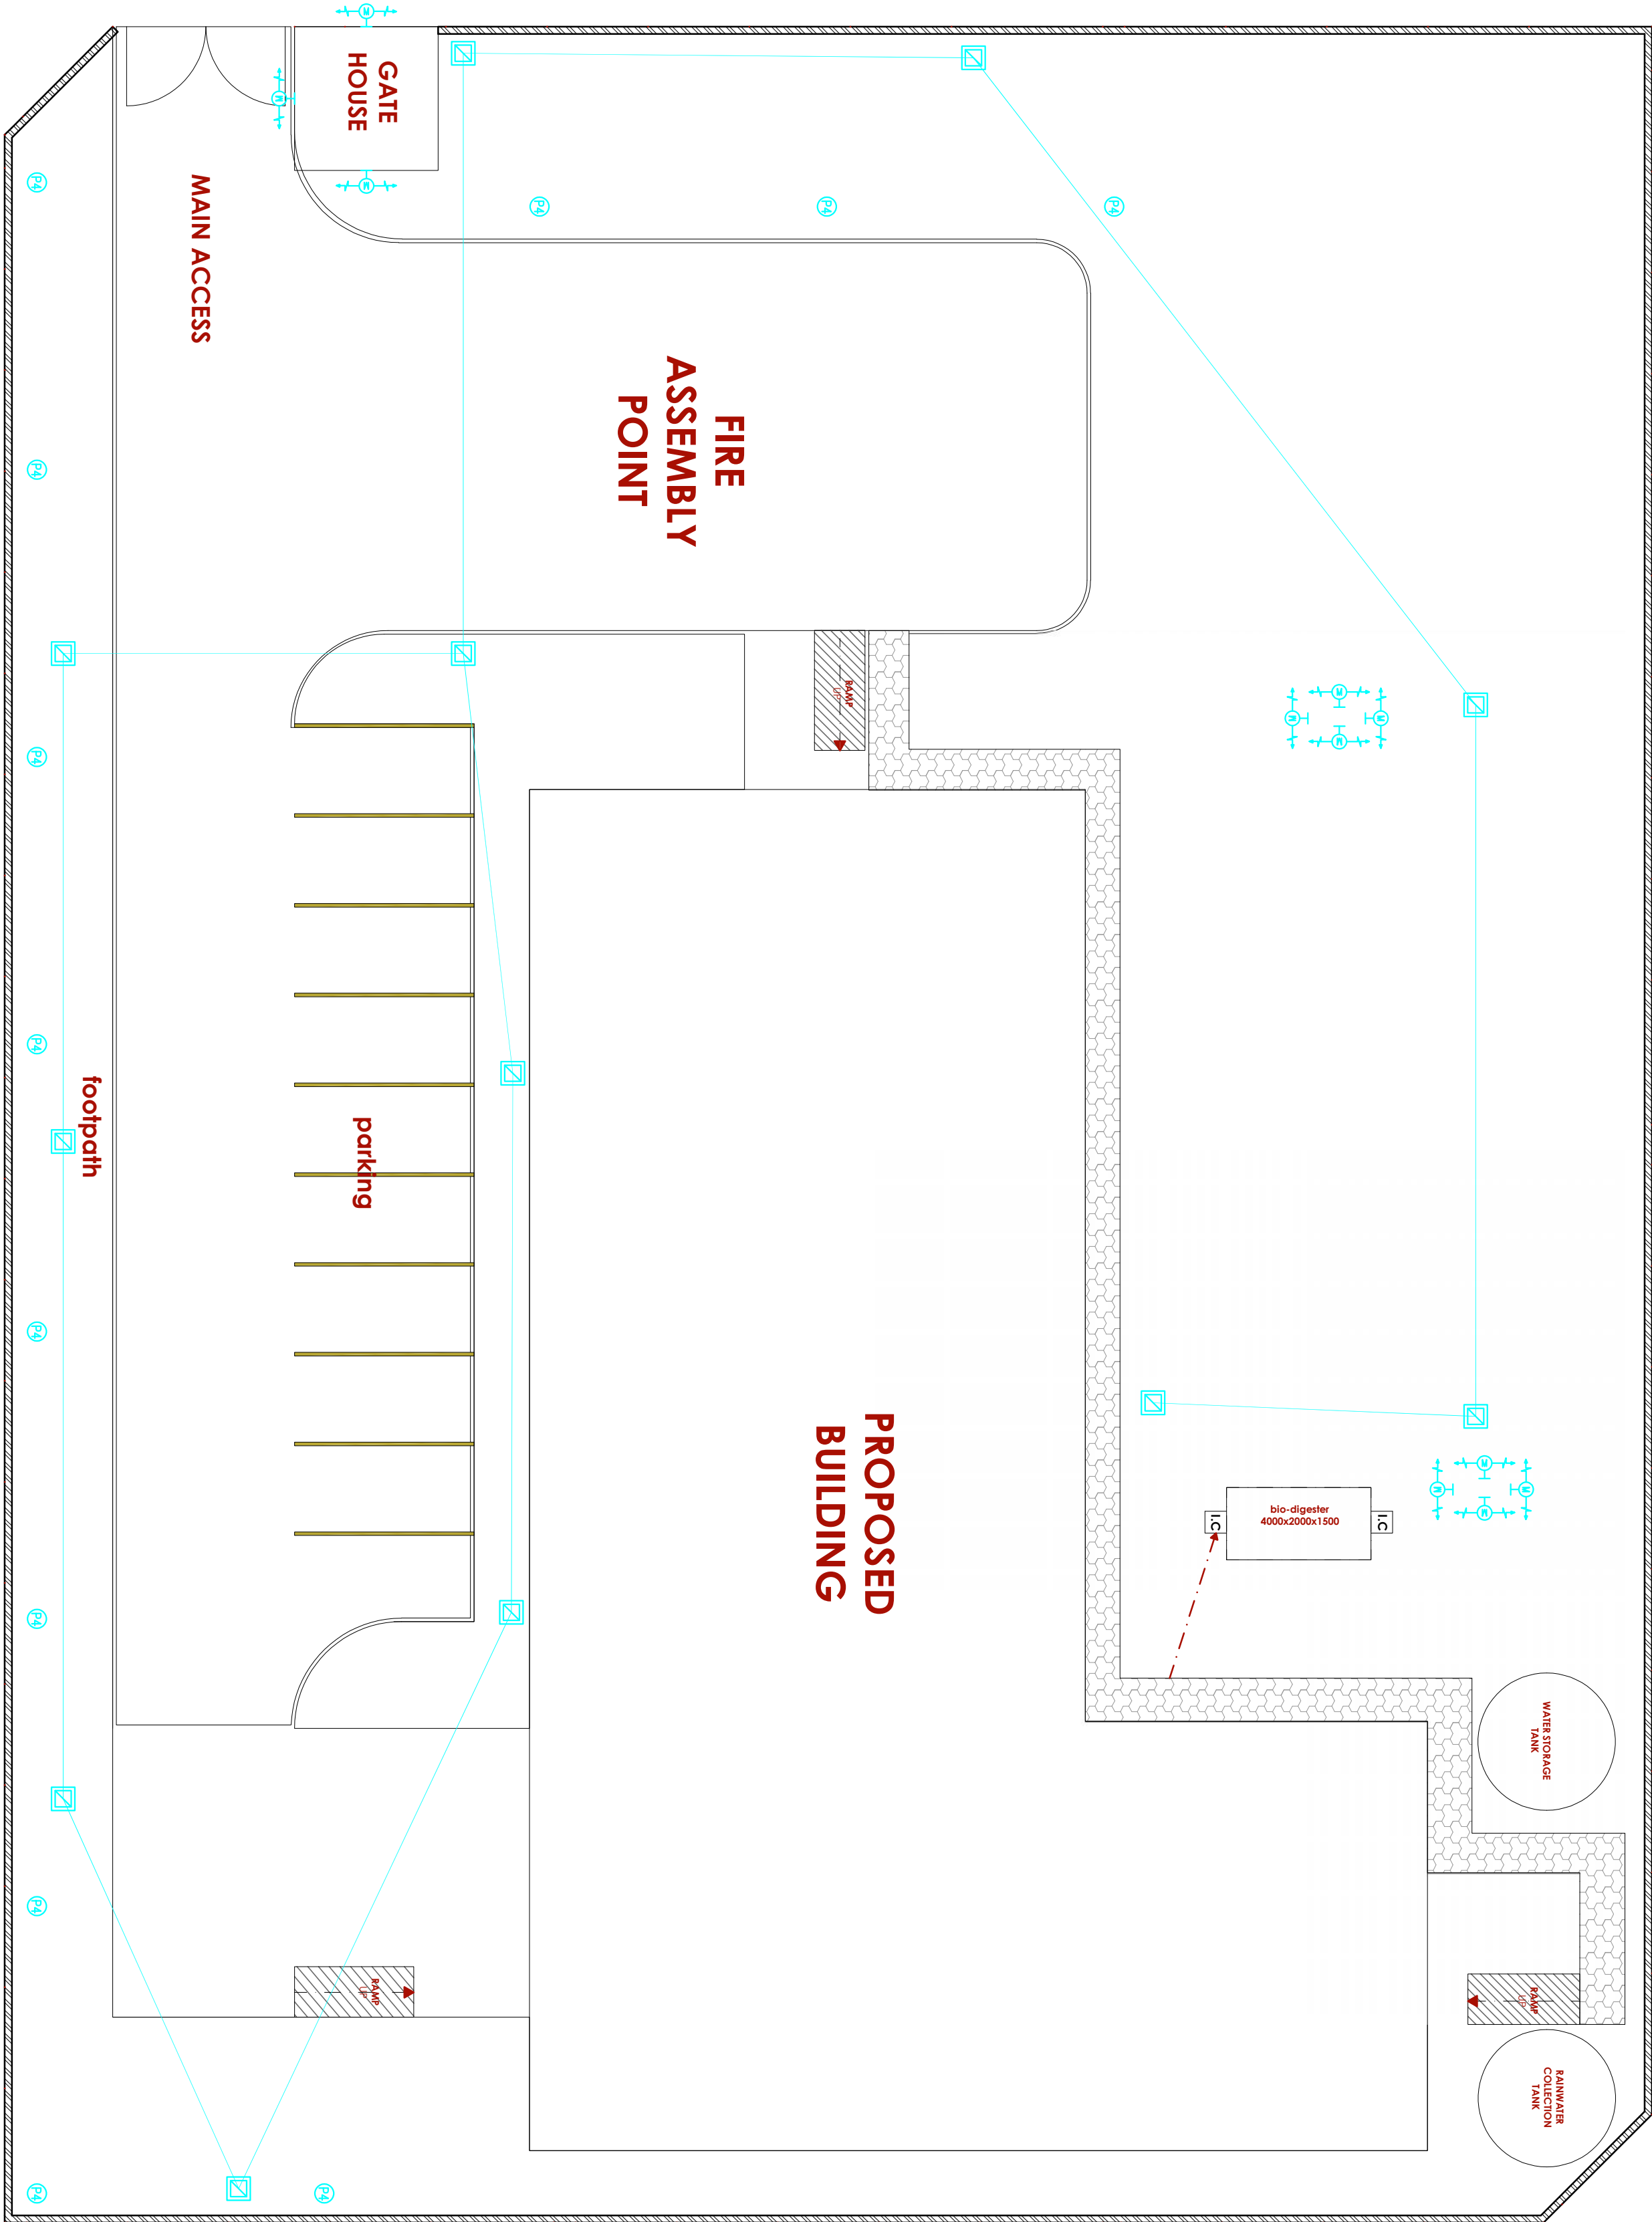 M
M
M
GATE
HOUSE
MAIN ACCESS
P4
P4
P4
P4
FIRE
ASSEMBLY
POINT
P4
RAMP
UP
M
M
M
M
P4
P4
footpath
parking
P4
PROPOSED
BUILDING
M
M
M
M
bio-digester
4000x2000x1500
I.C
I.C
P4
WATER STORAGE
TANK
P4
RAMP
UP
RAMP
UP
RAINWATER
COLLECTION
TANK
P4
P4